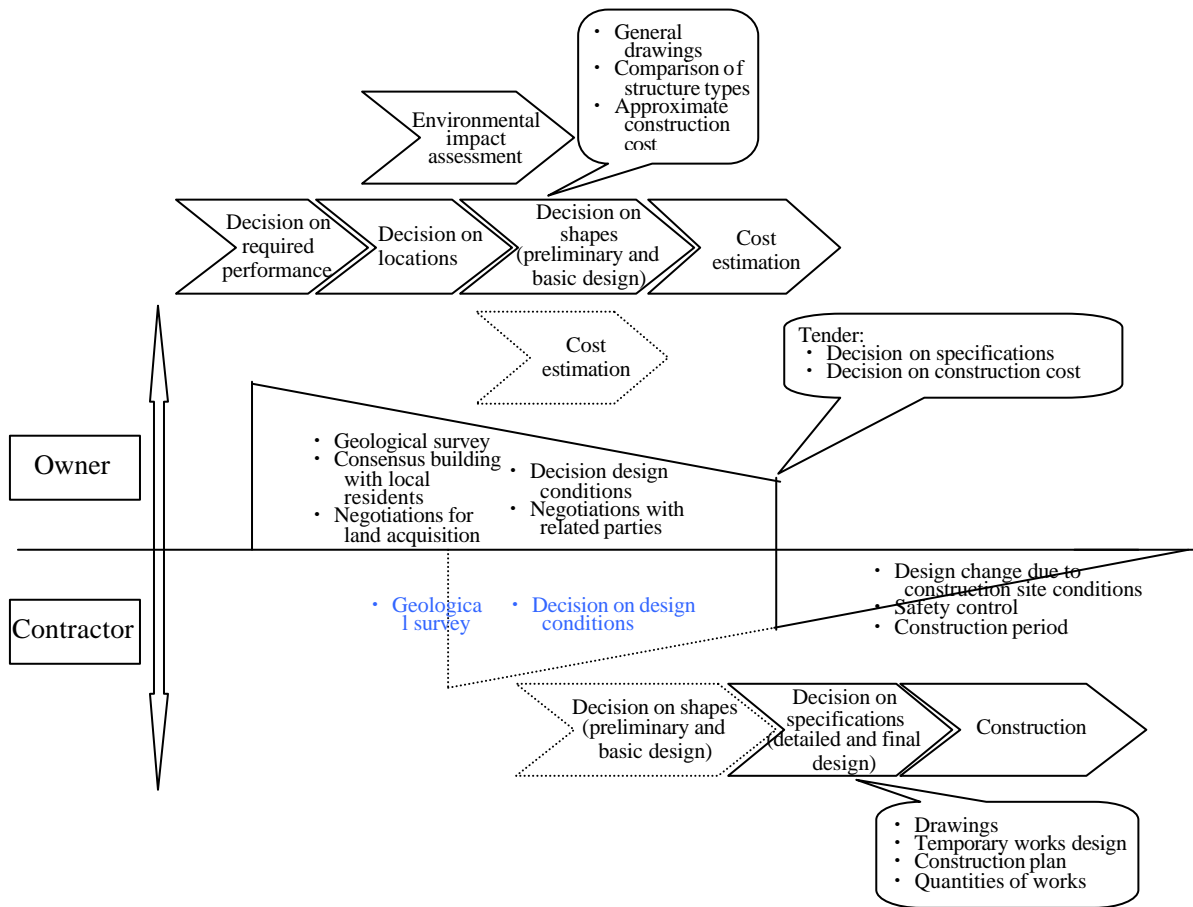 ・ General
drawings
・ Comparison of
structure types
・ Approximate
construction
cost
Environmental
impact
assessment
Decision on
required
performance
Decision on
locations
Decision on
shapes
(preliminary and
basic design)
Cost
estimation
Cost
estimation
Tender:
・ Decision on specifications
・ Decision on construction cost
Owner
・ Geological survey
・ Consensus building
with local
residents
・ Negotiations for
land acquisition
・ Decision design
conditions
・ Negotiations with
related parties
Contractor
・ Geologica
l survey
・ Decision on design
conditions
・ Design change due to
construction site conditions
・ Safety control
・ Construction period
Decision on shapes
(preliminary and
basic design)
Decision on
specifications
(detailed and final
design)
Construction
・ Drawings
・ Temporary works design
・ Construction plan
・ Quantities of works